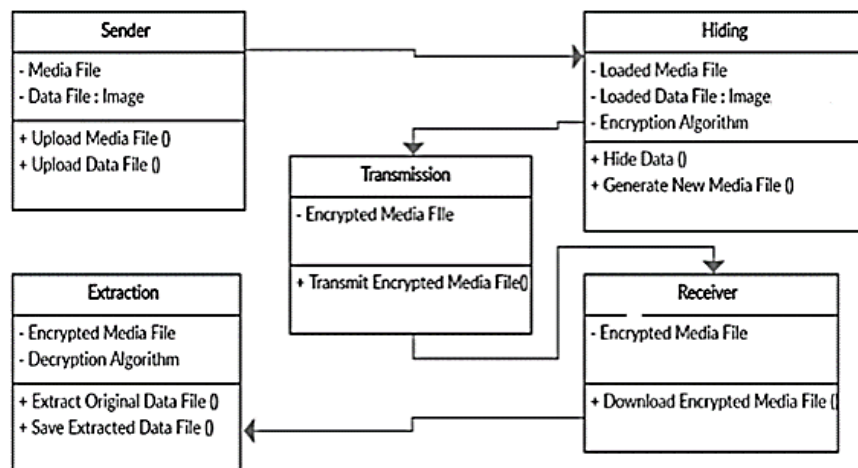 Sender
- Media File
- Data File : Image
+ Upload Media File ()
+ Upload Data File ()
Hiding
- Loaded Media File
- Loaded Data File : Image
- Encryption Algorithm
+ Hide Data ()
+ Generate New Media File ()
Transmission
- Encrypted Media File
+ Transmit Encrypted Media File()
Extraction
- Encrypted Media File
- Decryption Algorithm
+ Extract Original Data File ()
+ Save Extracted Data File ()
Receiver
- Encrypted Media File
+ Download Encrypted Media File ()